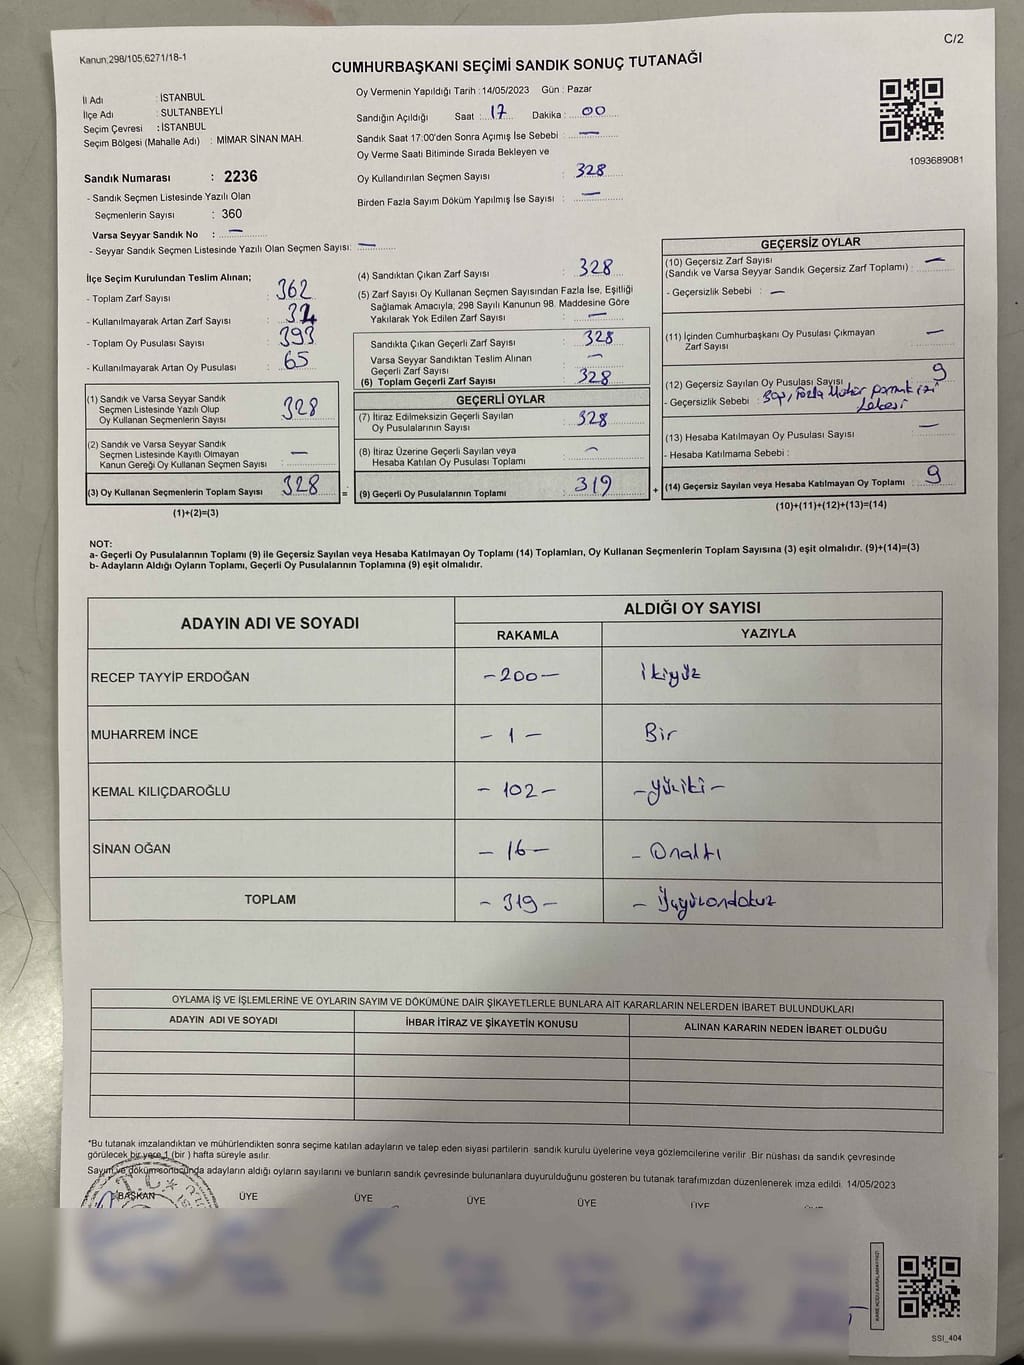 Kanun,298/105,6271/18-1
C/2
CUMHURBAŞKANI SEÇİMİ SANDIK SONUÇ TUTANAĞI
İl Adı : İSTANBUL
İlçe Adı : SULTANBEYLİ
Seçim Çevresi : İSTANBUL
Seçim Bölgesi (Mahalle Adı) : MİMAR SİNAN MAH.
Sandık Numarası : 2236
- Sandık Seçmen Listesinde Yazılı Olan
Seçmenlerin Sayısı : 360
Varsa Seyyar Sandık No : —
- Seyyar Sandık Seçmen Listesinde Yazılı Olan Seçmen Sayısı: —
Oy Vermenin Yapıldığı Tarih : 14/05/2023 Gün : Pazar
Sandığın Açıldığı Saat : 17 Dakika : 00
Sandık Saat 17:00'den Sonra Açımış İse Sebebi : —
Oy Verme Saati Bitiminde Sırada Bekleyen ve
Oy Kullandırılan Seçmen Sayısı : 328
Birden Fazla Sayım Döküm Yapılmış İse Sayısı : —
1093689081
İlçe Seçim Kurulundan Teslim Alınan;
- Toplam Zarf Sayısı : 362
- Kullanılmayarak Artan Zarf Sayısı :
- Toplam Oy Pusulası Sayısı : 393
- Kullanılmayarak Artan Oy Pusulası : 65
(1) Sandık ve Varsa Seyyar Sandık
Seçmen Listesinde Yazılı Olup
Oy Kullanan Seçmenlerin Sayısı : 328
(2) Sandık ve Varsa Seyyar Sandık
Seçmen Listesinde Kayıtlı Olmayan
Kanun Gereği Oy Kullanan Seçmen Sayısı : —
(3) Oy Kullanan Seçmenlerin Toplam Sayısı : 328 =
(1)+(2)=(3)
(4) Sandıktan Çıkan Zarf Sayısı : 328
(5) Zarf Sayısı Oy Kullanan Seçmen Sayısından Fazla İse, Eşitliği
Sağlamak Amacıyla, 298 Sayılı Kanunun 98. Maddesine Göre
Yakılarak Yok Edilen Zarf Sayısı : —
Sandıkta Çıkan Geçerli Zarf Sayısı : 328
Varsa Seyyar Sandıktan Teslim Alınan
Geçerli Zarf Sayısı : —
(6) Toplam Geçerli Zarf Sayısı : 328
GEÇERLİ OYLAR
(7) İtiraz Edilmeksizin Geçerli Sayılan
Oy Pusulalarının Sayısı : 328
(8) İtiraz Üzerine Geçerli Sayılan veya
Hesaba Katılan Oy Pusulası Toplamı : —
(9) Geçerli Oy Pusulalarının Toplamı : 319 +
GEÇERSİZ OYLAR
(10) Geçersiz Zarf Sayısı
(Sandık ve Varsa Seyyar Sandık Geçersiz Zarf Toplamı) : —
- Geçersizlik Sebebi : —
(11) İçinden Cumhurbaşkanı Oy Pusulası Çıkmayan
Zarf Sayısı : —
(12) Geçersiz Sayılan Oy Pusulası Sayısı : 9
- Geçersizlik Sebebi : Boş, Fazla Mühür parmak izi
Lekesi
(13) Hesaba Katılmayan Oy Pusulası Sayısı : —
- Hesaba Katılmama Sebebi :
(14) Geçersiz Sayılan veya Hesaba Katılmayan Oy Toplamı : 9
(10)+(11)+(12)+(13)=(14)
NOT:
a- Geçerli Oy Pusulalarının Toplamı (9) ile Geçersiz Sayılan veya Hesaba Katılmayan Oy Toplamı (14) Toplamları, Oy Kullanan Seçmenlerin Toplam Sayısına (3) eşit olmalıdır. (9)+(14)=(3)
b- Adayların Aldığı Oyların Toplamı, Geçerli Oy Pusulalarının Toplamına (9) eşit olmalıdır.
ADAYIN ADI VE SOYADI ALDIĞI OY SAYISI
RAKAMLA YAZIYLA
RECEP TAYYİP ERDOĞAN -200- İkiyüz
MUHARREM İNCE -1- Bir
KEMAL KILIÇDAROĞLU -102- -Yüziki-
SİNAN OĞAN -16- - Onaltı
TOPLAM -319- - Üçyüzondokuz
OYLAMA İŞ VE İŞLEMLERİNE VE OYLARIN SAYIM VE DÖKÜMÜNE DAİR ŞİKAYETLERLE BUNLARA AİT KARARLARIN NELERDEN İBARET BULUNDUKLARI
ADAYIN ADI VE SOYADI İHBAR İTİRAZ VE ŞİKAYETİN KONUSU ALINAN KARARIN NEDEN İBARET OLDUĞU
*Bu tutanak imzalandıktan ve mühürlendikten sonra seçime katılan adayların ve talep eden siyasi partilerin sandık kurulu üyelerine veya gözlemcilerine verilir. Bir nüshası da sandık çevresinde
görülecek bir yere 1 (bir ) hafta süreyle asılır.
Sayım ve döküm sonucunda adayların aldığı oyların sayılarını ve bunların sandık çevresinde bulunanlara duyurulduğunu gösteren bu tutanak tarafımızdan düzenlenerek imza edildi. 14/05/2023
T.C.
BAŞKAN ÜYE ÜYE ÜYE ÜYE ÜYE ÜYE
SSI_404